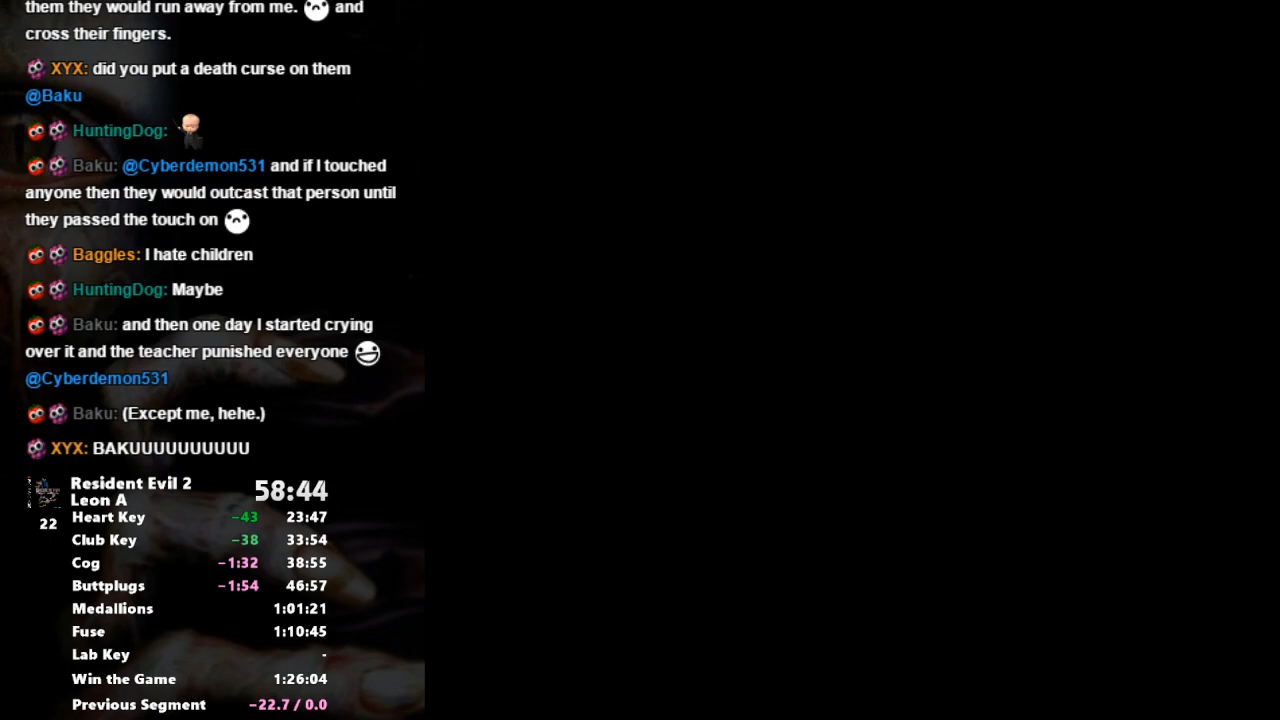 them they would run away from me. and
cross their fingers.
XYX: did you put a death curse on them
@Baku
HuntingDog:
Baku: @Cyberdemon531 and if I touched
anyone then they would outcast that person until
they passed the touch on
Baggles: I hate children
HuntingDog: Maybe
Baku: and then one day I started crying
over it and the teacher punished everyone
@Cyberdemon531
Baku: (Except me, hehe.)
XYX: BAKUUUUUUUUUU
Resident Evil 2
Leon A
58:44
22
Heart Key −43 23:47
Club Key −38 33:54
Cog −1:32 38:55
Buttplugs −1:54 46:57
Medallions 1:01:21
Fuse 1:10:45
Lab Key -
Win the Game 1:26:04
Previous Segment −22.7 / 0.0